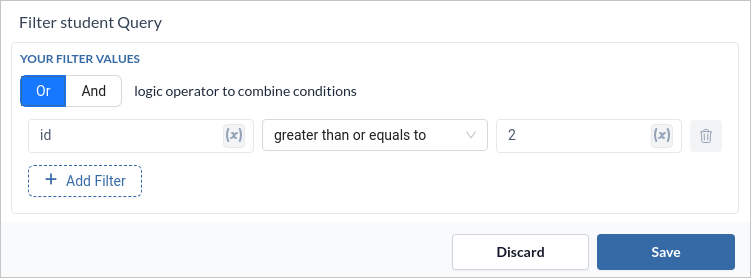 Filter student Query
YOUR FILTER VALUES
Or And logic operator to combine conditions
id (x) greater than or equals to 2 (x)
+ Add Filter
Discard Save